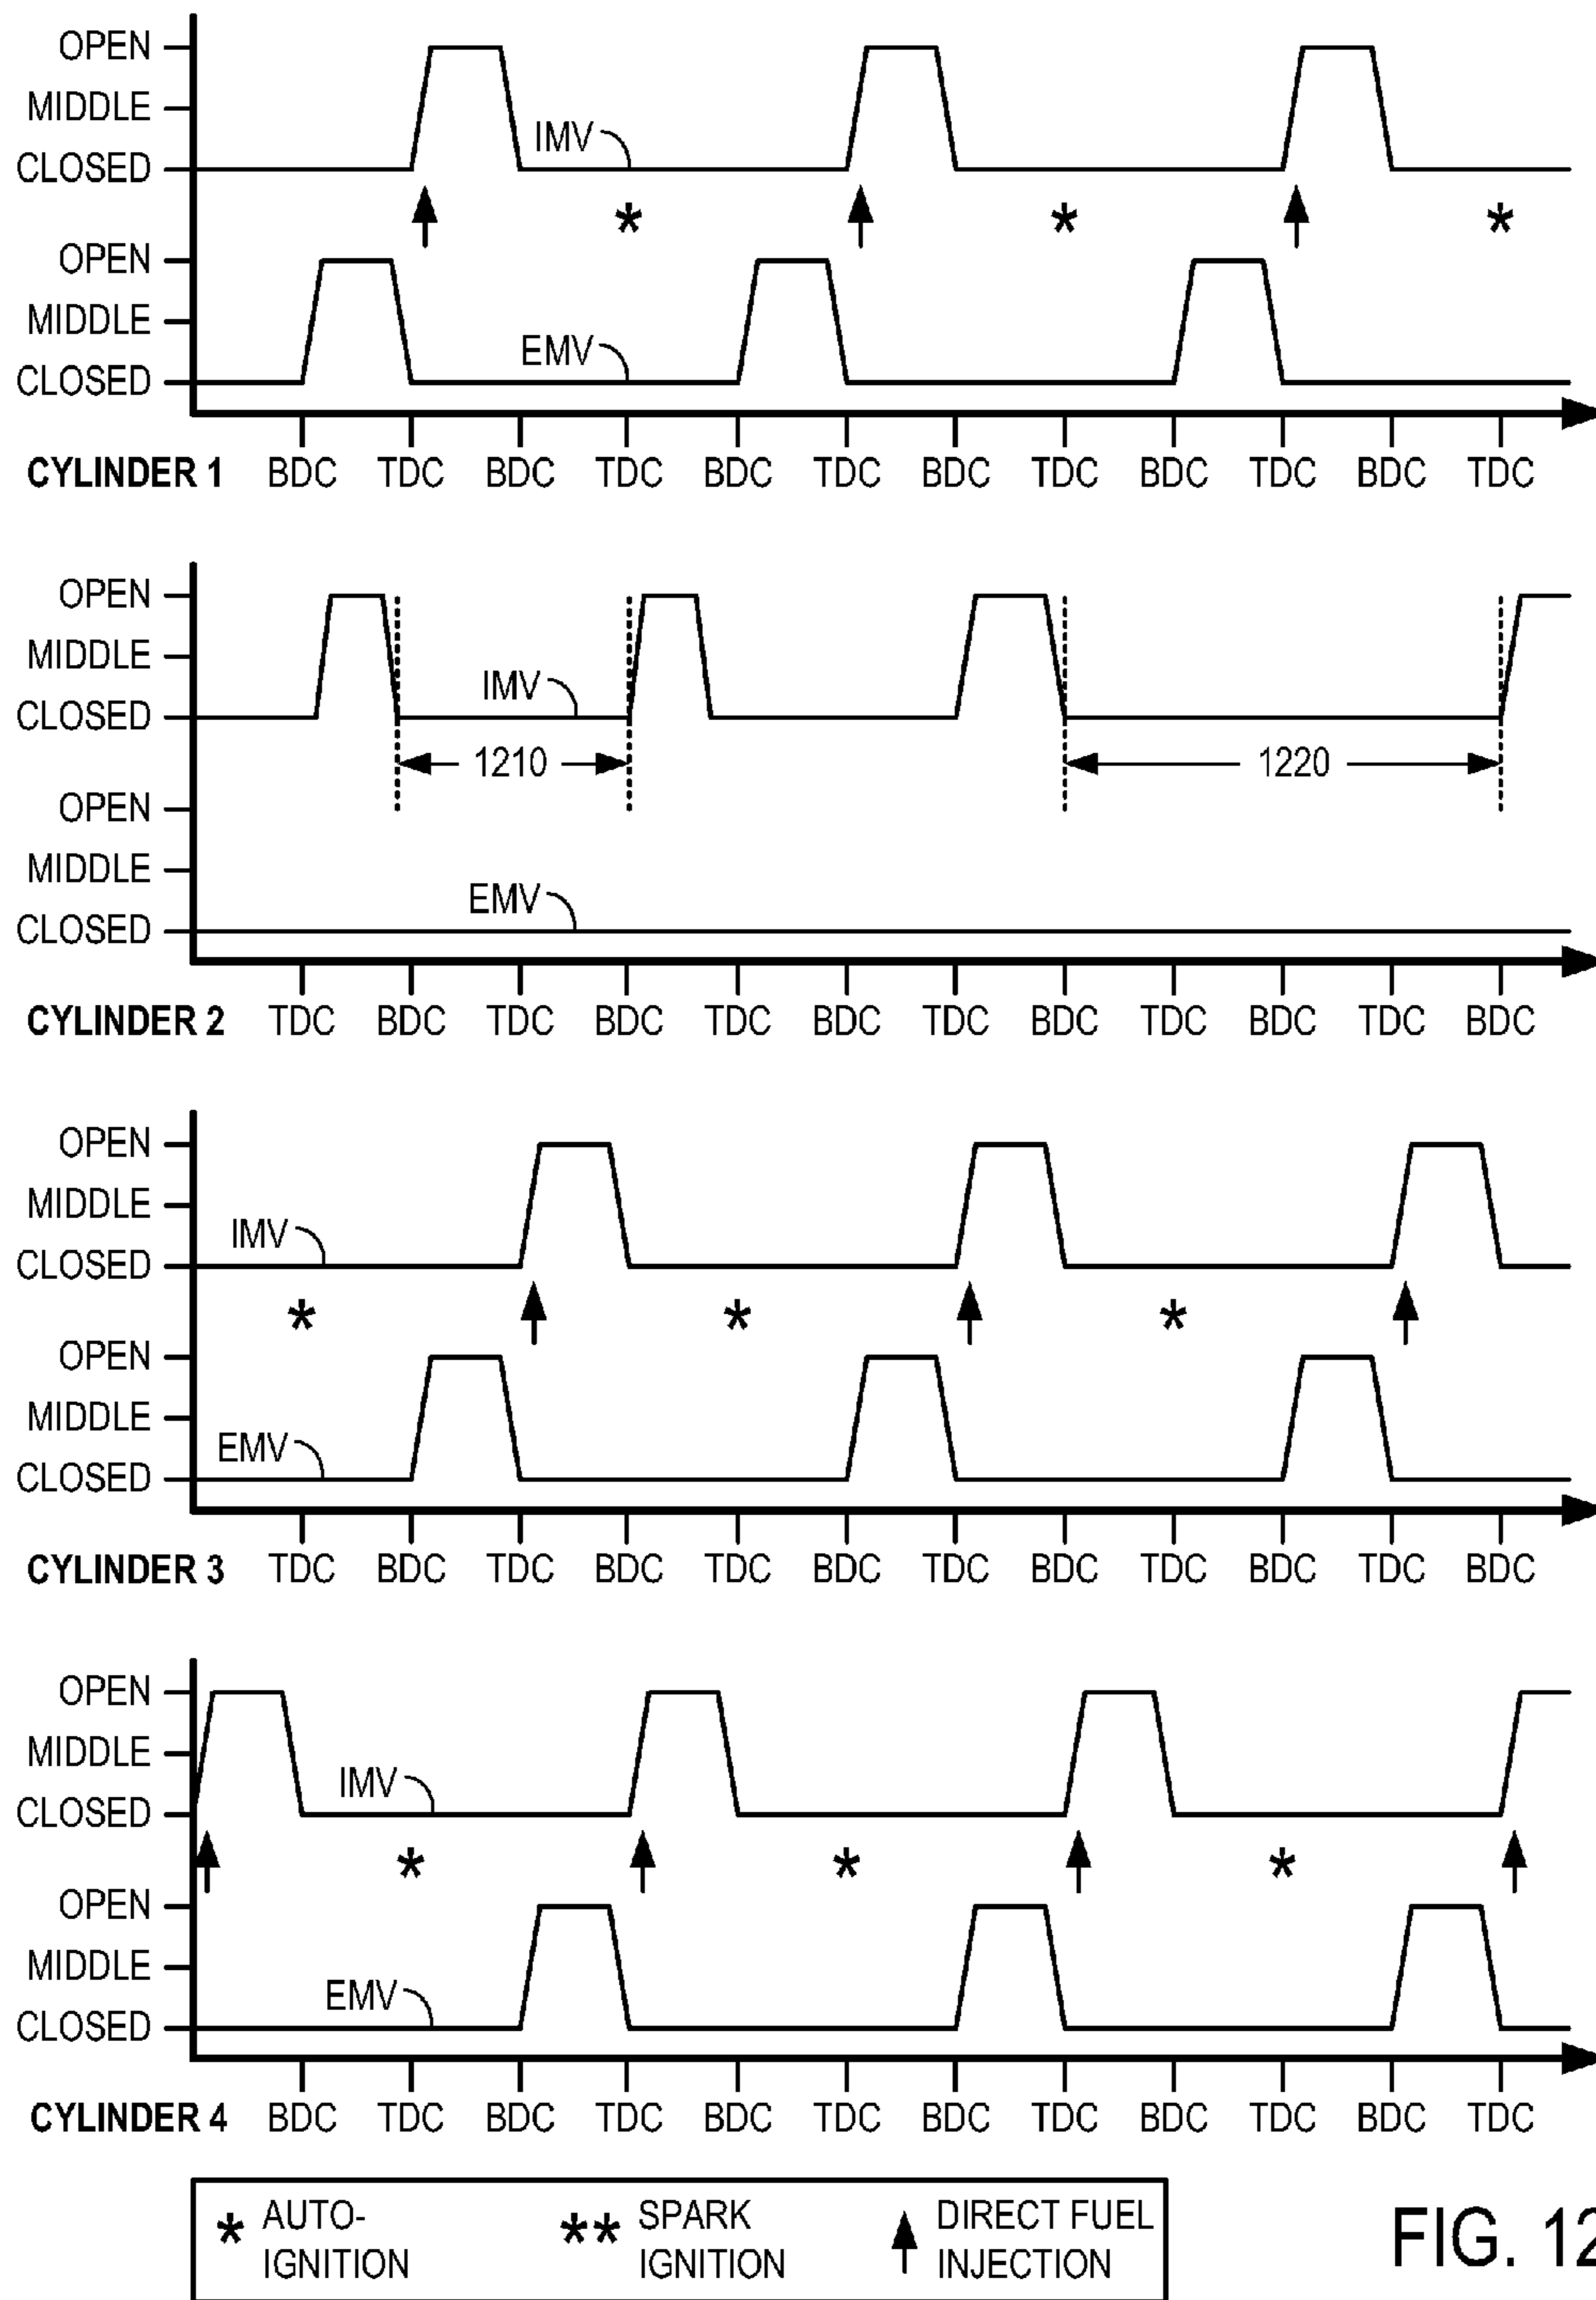 OPEN
MIDDLE
IMV
CLOSED
*
*
*
OPEN
MIDDLE
EMV
CLOSED
CYLINDER 1 BDC TDC BDC TDC BDC TDC BDC TDC BDC TDC BDC TDC
OPEN
MIDDLE
IMV
CLOSED
1210
1220
OPEN
MIDDLE
EMV
CLOSED
CYLINDER 2 TDC BDC TDC BDC TDC BDC TDC BDC TDC BDC TDC BDC
OPEN
MIDDLE
IMV
CLOSED
*
*
*
OPEN
MIDDLE
EMV
CLOSED
CYLINDER 3 TDC BDC TDC BDC TDC BDC TDC BDC TDC BDC TDC BDC
OPEN
MIDDLE
IMV
CLOSED
*
*
*
OPEN
MIDDLE
EMV
CLOSED
CYLINDER 4 BDC TDC BDC TDC BDC TDC BDC TDC BDC TDC BDC TDC
* AUTO-
IGNITION
** SPARK
IGNITION
DIRECT FUEL
INJECTION
FIG. 12